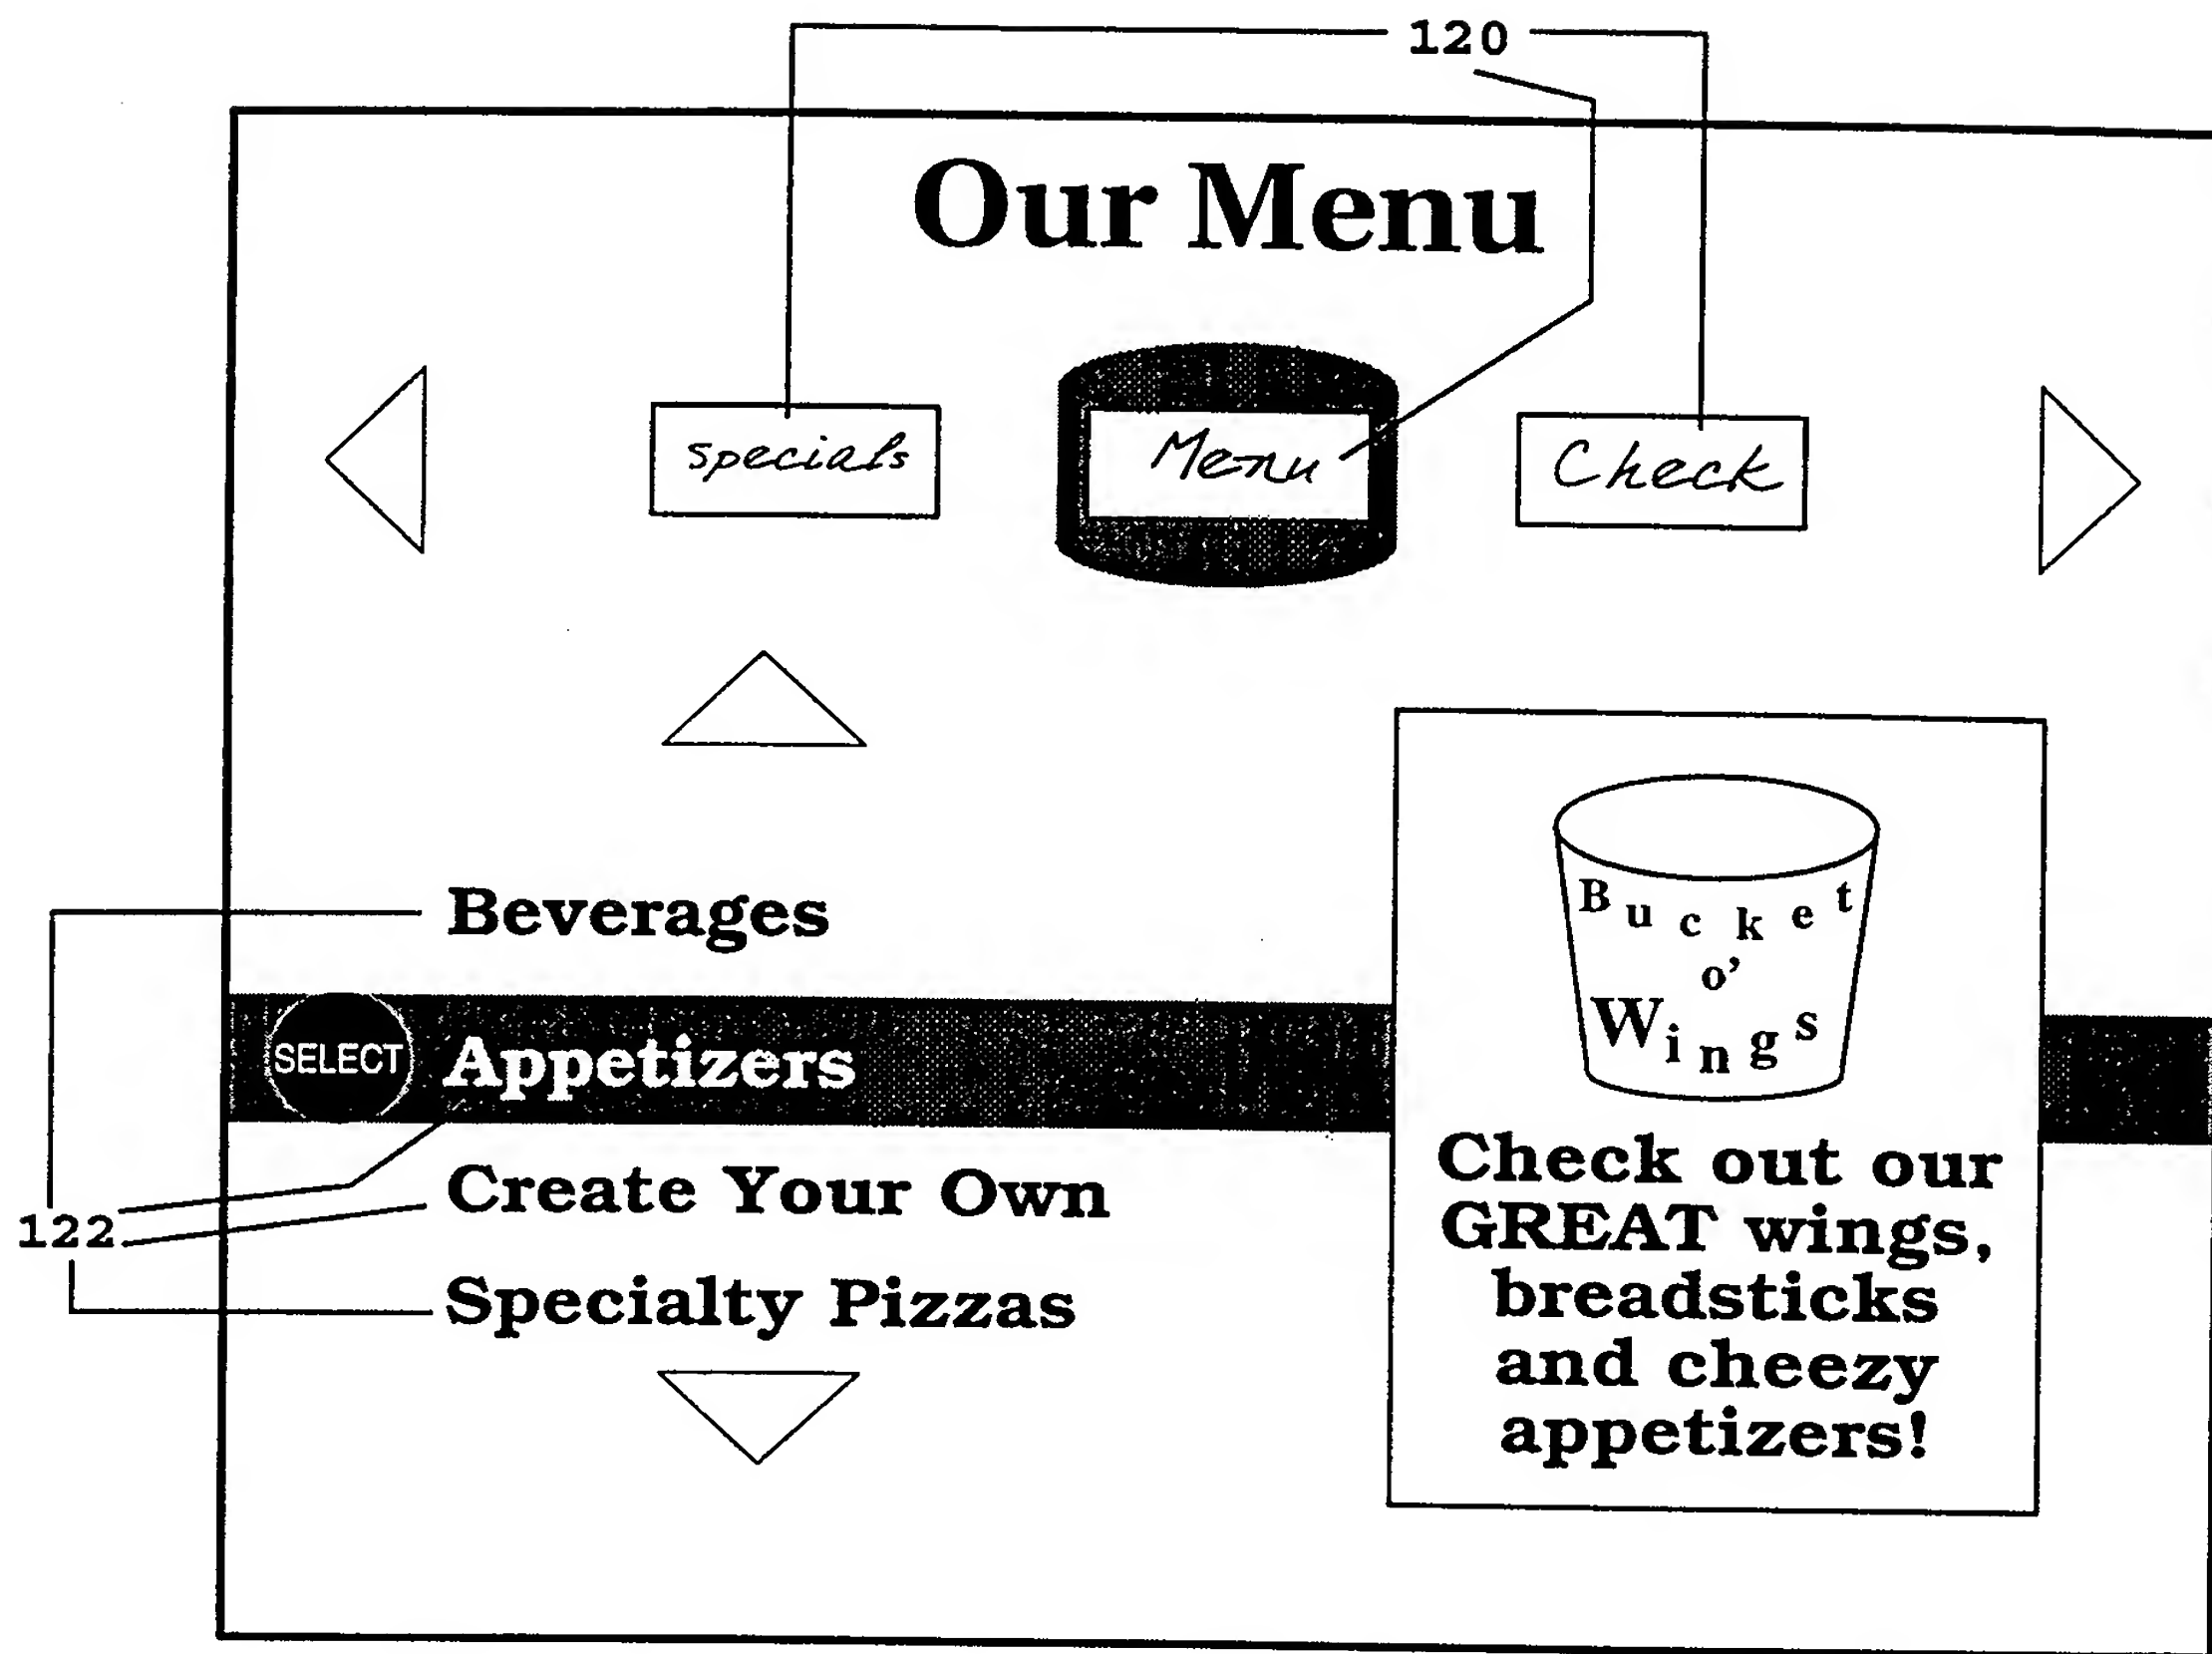 120
Our Menu
specials
Menu
Check
Beverages
SELECT Appetizers
Create Your Own
122
Specialty Pizzas
Bucket
o'
Wings
Check out our
GREAT wings,
breadsticks
and cheezy
appetizers!